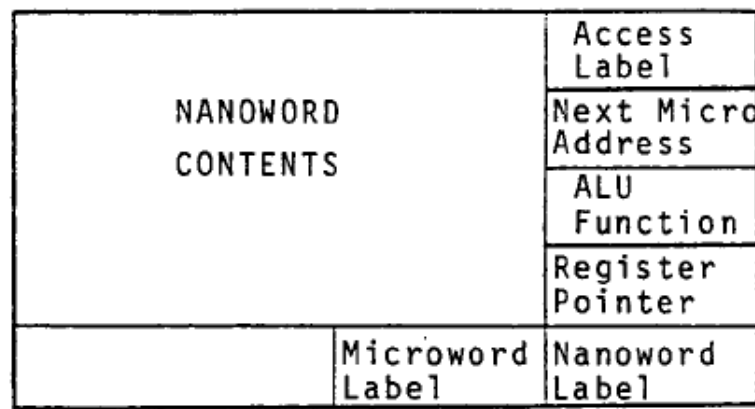 NANOWORD
CONTENTS
Access
Label
Next Micro
Address
ALU
Function
Register
Pointer
Microword
Label
Nanoword
Label